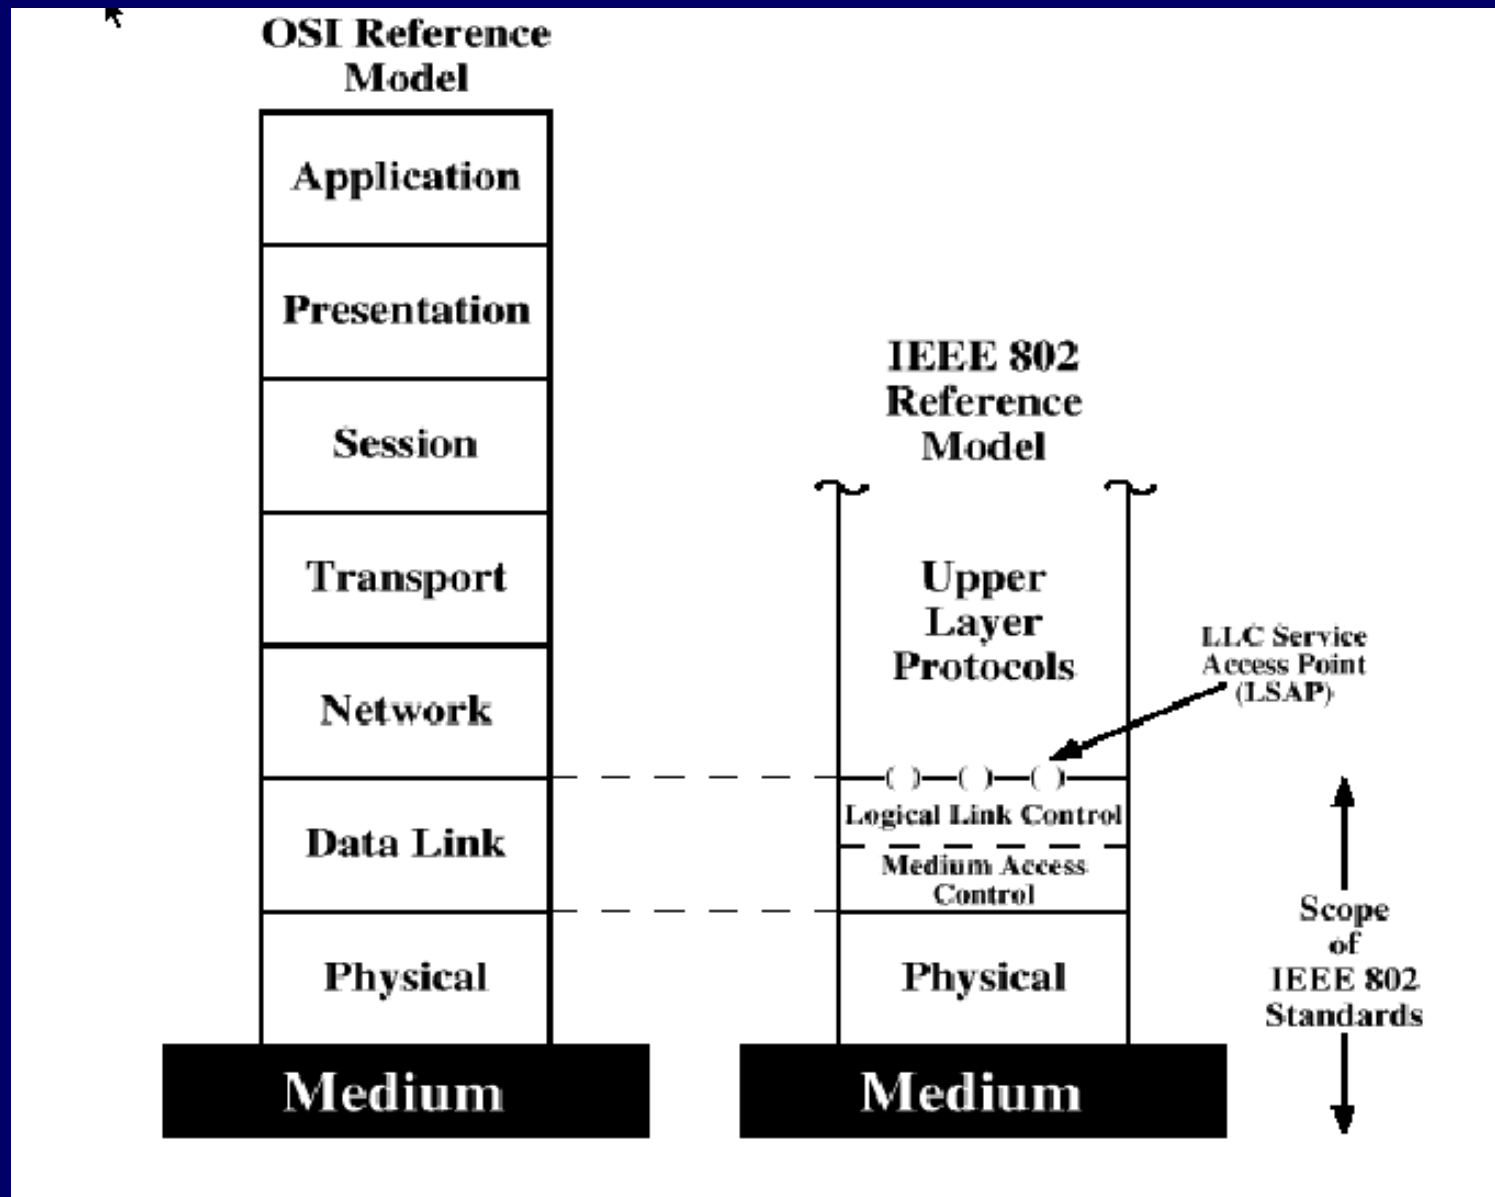 OSI Reference
Model
Application
Presentation
Session
Transport
Network
Data Link
Physical
Medium
IEEE 802
Reference
Model
Upper
Layer
Protocols
LLC Service
Access Point
(LSAP)
Logical Link Control
Medium Access
Control
Physical
Medium
Scope
of
IEEE 802
Standards